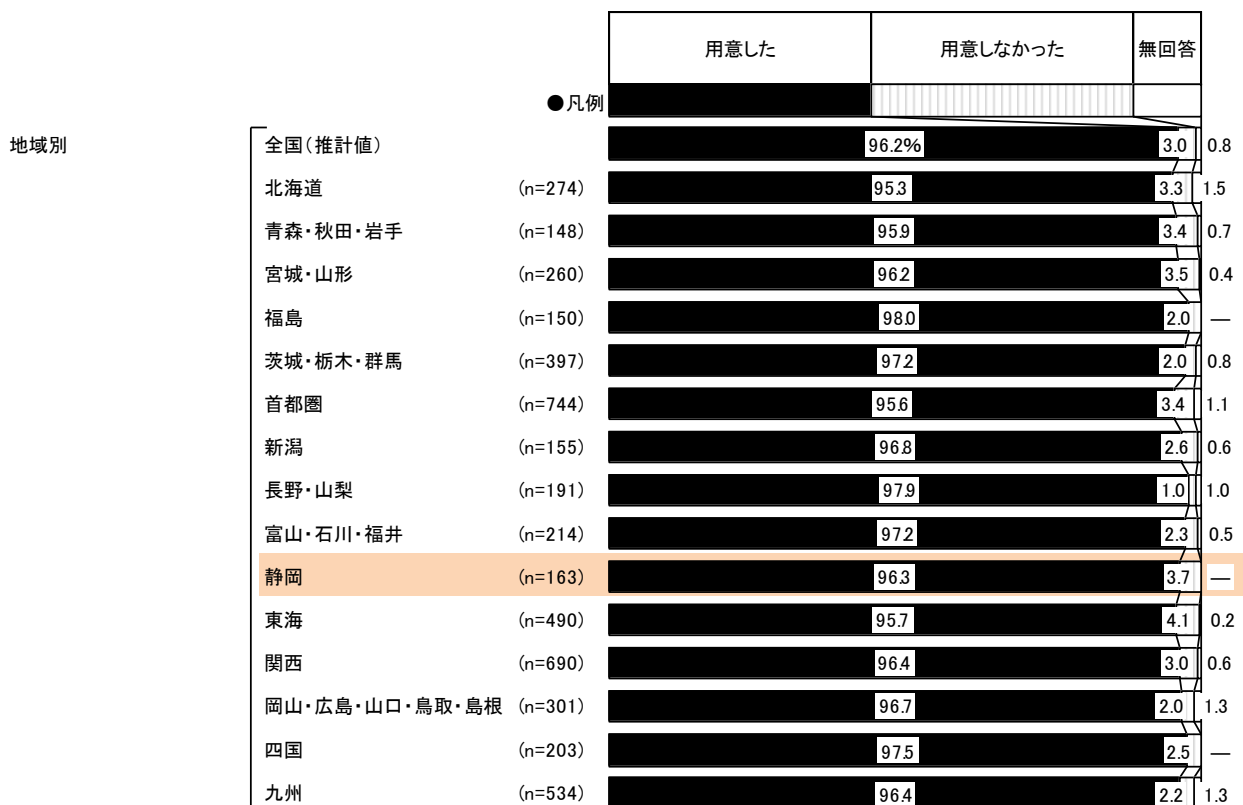 用意した 用意しなかった 無回答
●凡例
地域別 全国(推計値) 96.2% 3.0 0.8
北海道 (n=274) 95.3 3.3 1.5
青森・秋田・岩手 (n=148) 95.9 3.4 0.7
宮城・山形 (n=260) 96.2 3.5 0.4
福島 (n=150) 98.0 2.0 ―
茨城・栃木・群馬 (n=397) 97.2 2.0 0.8
首都圏 (n=744) 95.6 3.4 1.1
新潟 (n=155) 96.8 2.6 0.6
長野・山梨 (n=191) 97.9 1.0 1.0
富山・石川・福井 (n=214) 97.2 2.3 0.5
静岡 (n=163) 96.3 3.7 ―
東海 (n=490) 95.7 4.1 0.2
関西 (n=690) 96.4 3.0 0.6
岡山・広島・山口・鳥取・島根 (n=301) 96.7 2.0 1.3
四国 (n=203) 97.5 2.5 ―
九州 (n=534) 96.4 2.2 1.3